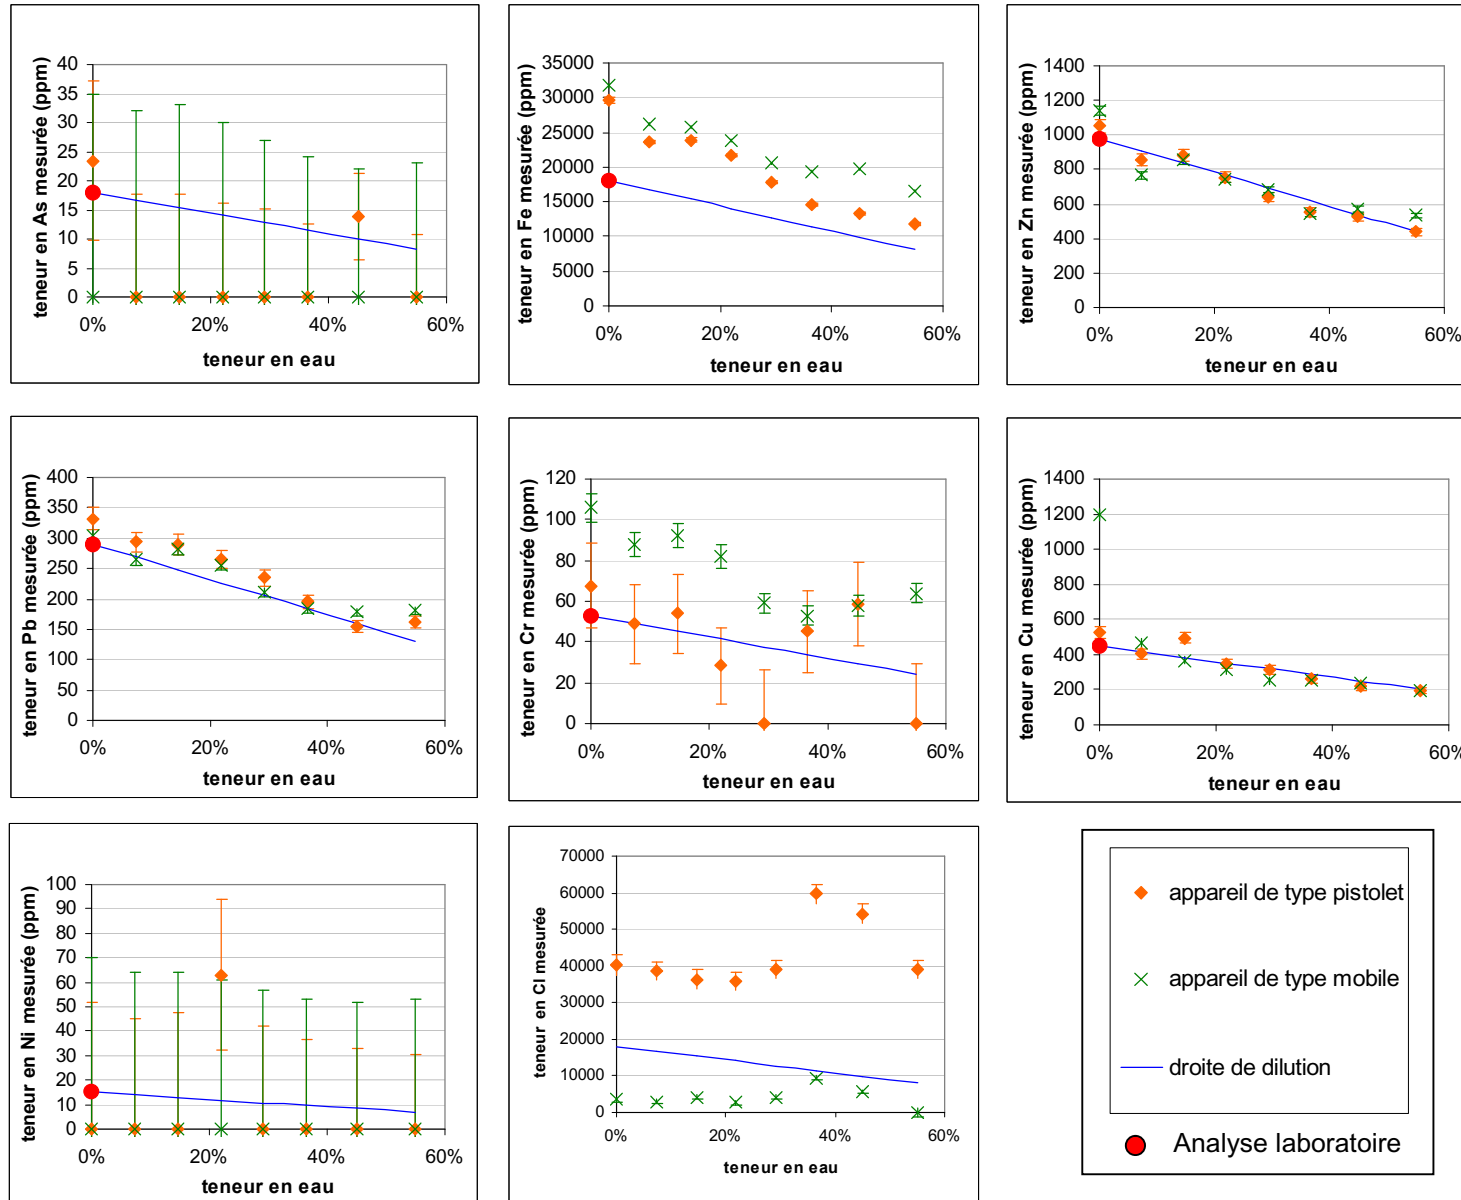 teneur en As mesurée (ppm)
40
35
30
25
20
15
10
5
0
0% 20% 40% 60%
teneur en eau
teneur en Fe mesurée (ppm)
35000
30000
25000
20000
15000
10000
5000
0
0% 20% 40% 60%
teneur en eau
teneur en Zn mesurée (ppm)
1400
1200
1000
800
600
400
200
0
0% 20% 40% 60%
teneur en eau
teneur en Pb mesurée (ppm)
400
350
300
250
200
150
100
50
0
0% 20% 40% 60%
teneur en eau
teneur en Cr mesurée (ppm)
120
100
80
60
40
20
0
0% 20% 40% 60%
teneur en eau
teneur en Cu mesurée (ppm)
1400
1200
1000
800
600
400
200
0
0% 20% 40% 60%
teneur en eau
teneur en Ni mesurée (ppm)
100
90
80
70
60
50
40
30
20
10
0
0% 20% 40% 60%
teneur en eau
teneur en Cl mesurée
70000
60000
50000
40000
30000
20000
10000
0
0% 20% 40% 60%
teneur en eau
appareil de type pistolet
appareil de type mobile
droite de dilution
Analyse laboratoire